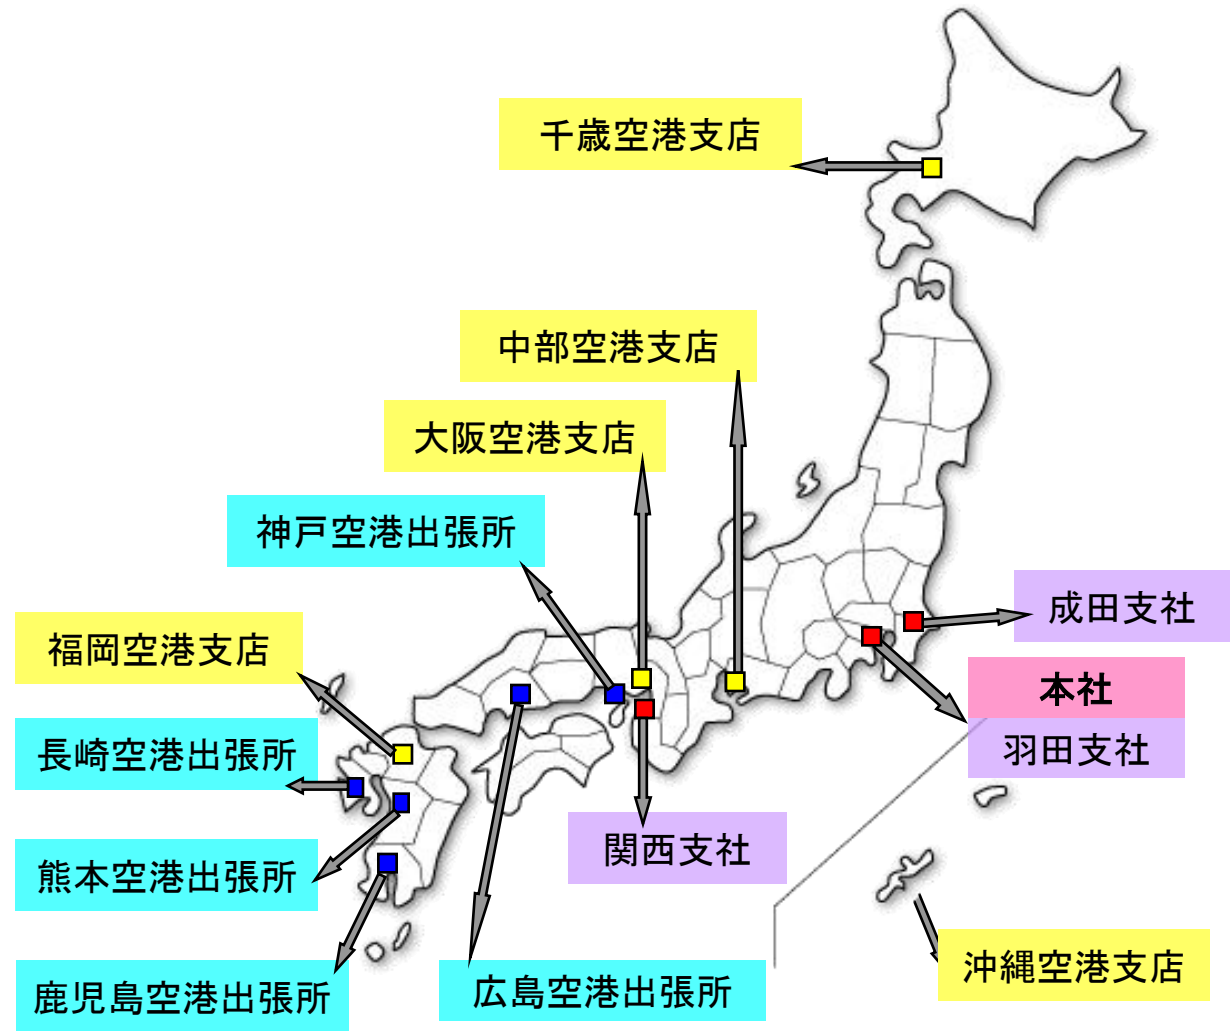 千歳空港支店
中部空港支店
大阪空港支店
神戸空港出張所
成田支社
福岡空港支店
本社
羽田支社
長崎空港出張所
関西支社
熊本空港出張所
沖縄空港支店
鹿児島空港出張所
広島空港出張所